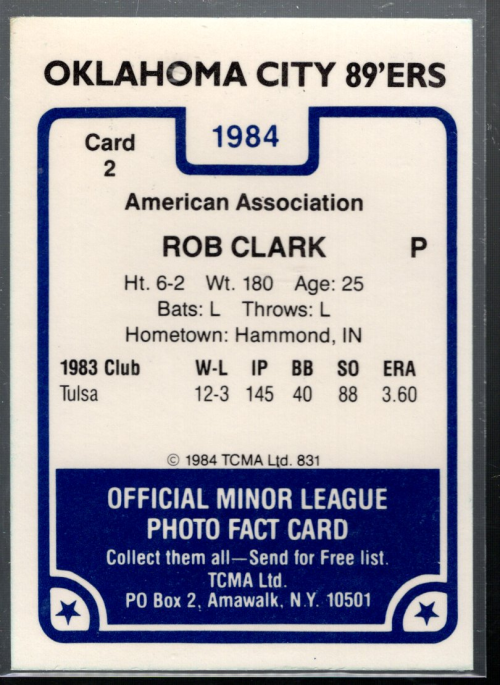 OKLAHOMA CITY 89'ERS
Card
2
1984
American Association
ROB CLARK P
Ht. 6-2 Wt. 180 Age: 25
Bats: L Throws: L
Hometown: Hammond, IN
1983 Club W-L IP BB SO ERA
Tulsa 12-3 145 40 88 3.60
© 1984 TCMA Ltd. 831
OFFICIAL MINOR LEAGUE
PHOTO FACT CARD
Collect them all—Send for Free list.
TCMA Ltd.
PO Box 2, Amawalk, N.Y. 10501